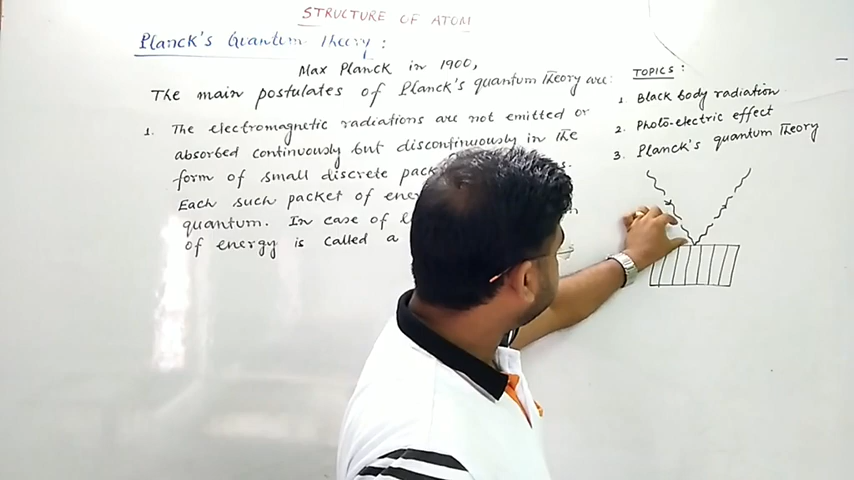 STRUCTURE OF ATOM
Planck's Quantum Theory :
Max Planck in 1900,
The main postulates of Planck's quantum Theory are:
1. The electromagnetic radiations are not emitted or
absorbed continuously but discontinuously in the
form of small discrete
Each such packet of
quantum. In case of
of energy is called a
TOPICS :
1. Black body radiation
2. Photo-electric effect
3. Planck's quantum Theory